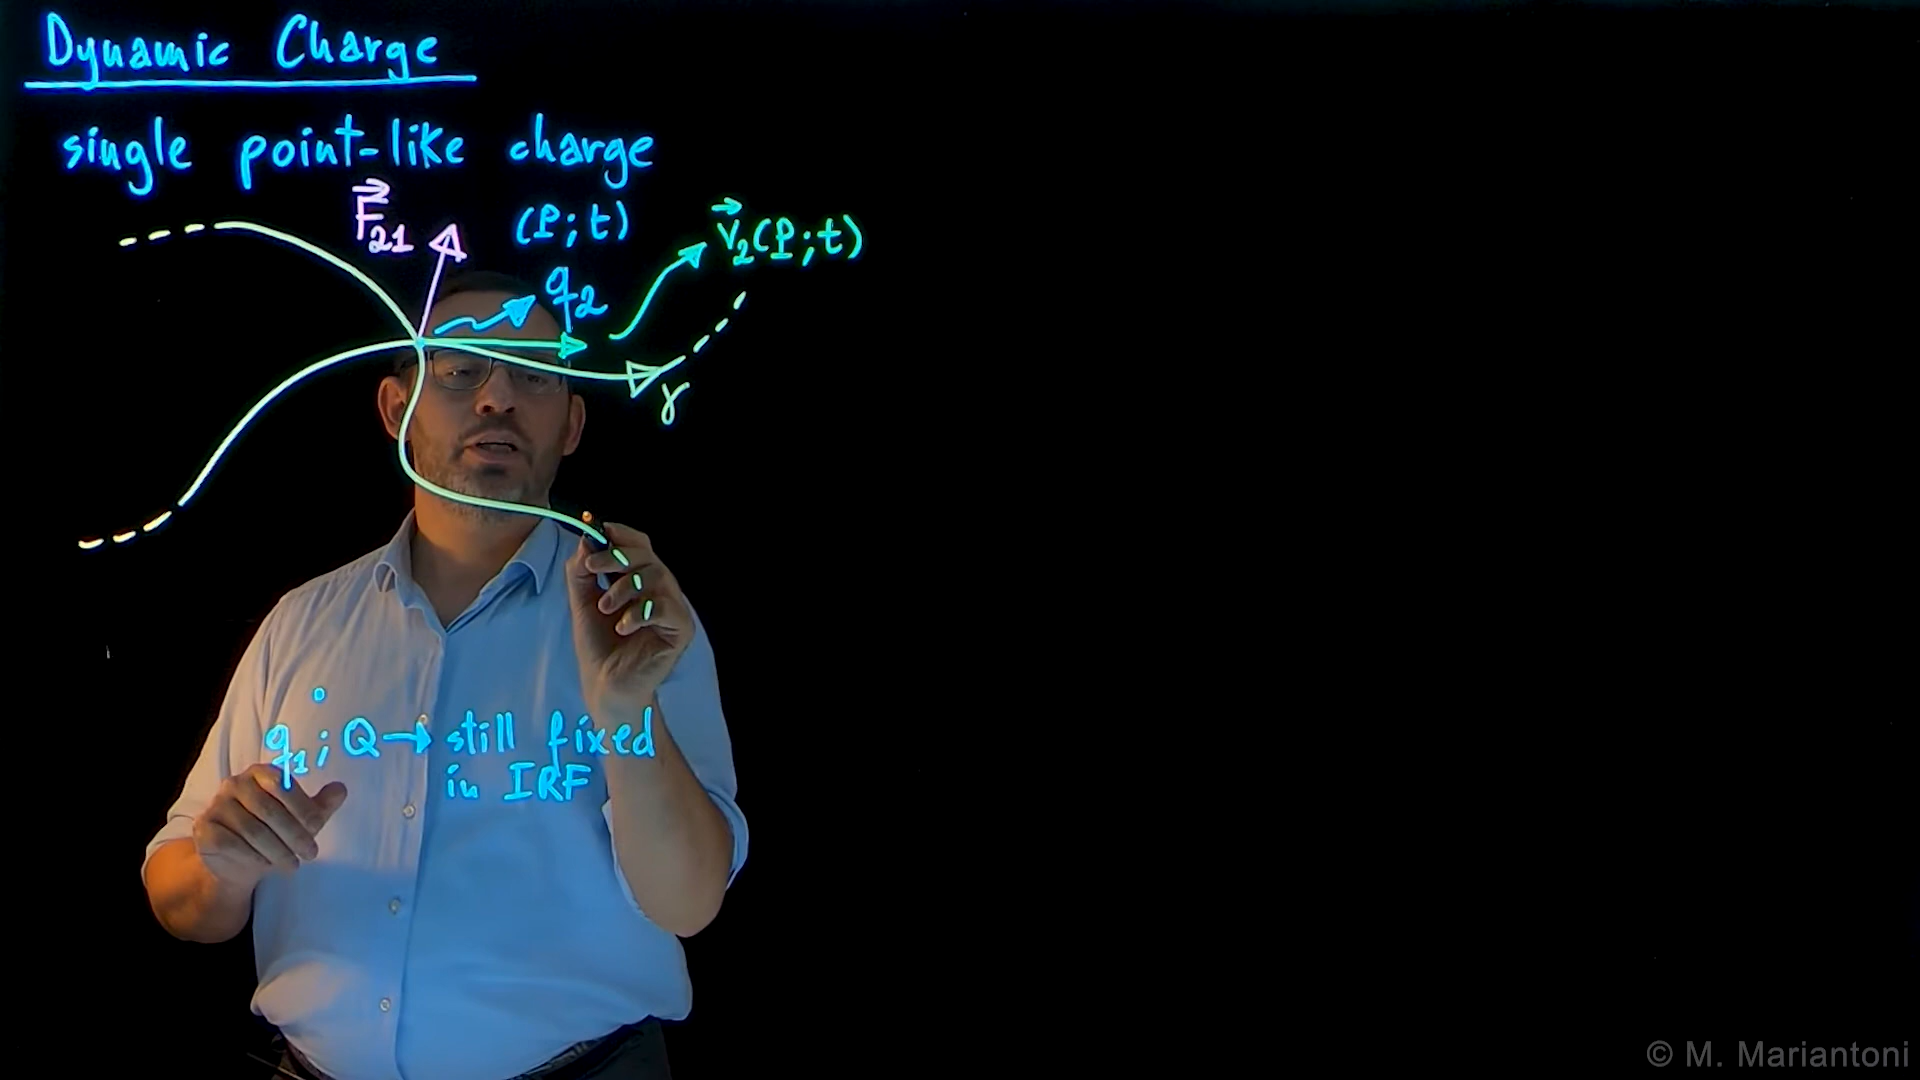 Dynamic Charge
single point-like charge
F⃗₂₁
(P;t)
v⃗₂(P;t)
q₂
γ
q₁;Q → still fixed
in IRF
© M. Mariantoni